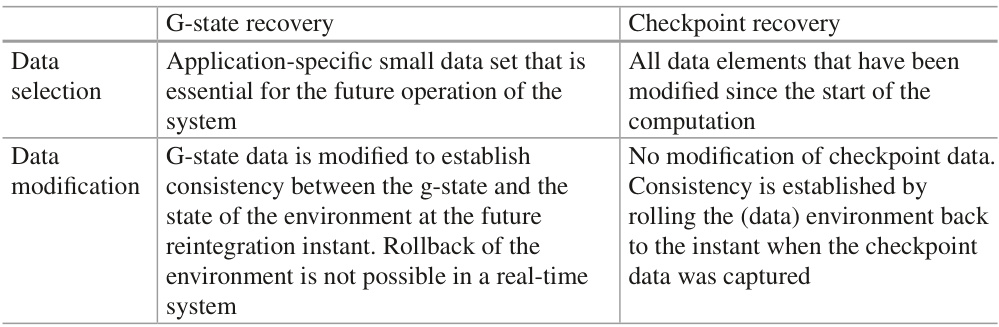 G-state recovery Checkpoint recovery
Data selection
Application-specific small data set that is
essential for the future operation of the
system
All data elements that have been
modified since the start of the
computation
Data
modification
G-state data is modified to establish
consistency between the g-state and the
state of the environment at the future
reintegration instant. Rollback of the
environment is not possible in a real-time
system
No modification of checkpoint data.
Consistency is established by
rolling the (data) environment back
to the instant when the checkpoint
data was captured